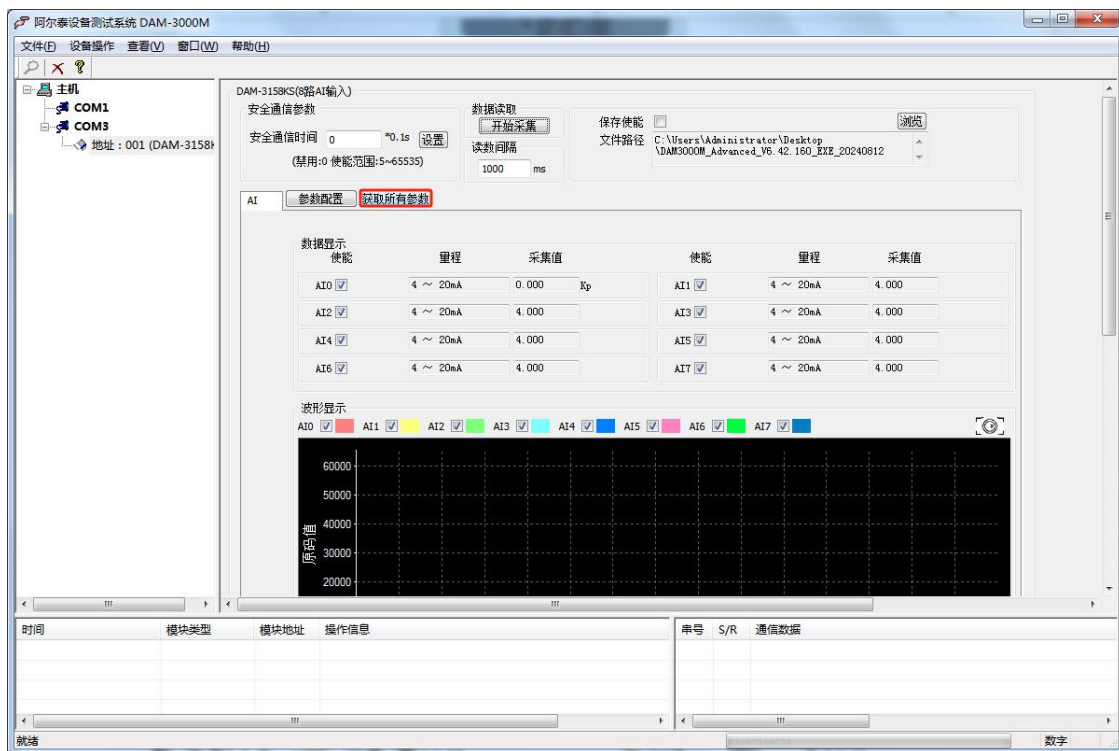 阿尔泰设备测试系统 DAM-3000M
文件(F) 设备操作 查看(V) 窗口(W) 帮助(H)
主机
COM1
COM3
地址：001 (DAM-3158K
DAM-3158KS(8路AI输入)
安全通信参数
安全通信时间 0 *0.1s 设置
(禁用:0 使能范围:5~65535)
数据读取
开始采集
读数间隔
1000 ms
保存使能 浏览
文件路径 C:\Users\Administrator\Desktop
\DAM3000M_Advanced_V6.42.160_EXE_20240812
AI 参数配置 获取所有参数
数据显示
使能 量程 采集值 使能 量程 采集值
AI0 4 ～ 20mA 0.000 Kp AI1 4 ～ 20mA 4.000
AI2 4 ～ 20mA 4.000 AI3 4 ～ 20mA 4.000
AI4 4 ～ 20mA 4.000 AI5 4 ～ 20mA 4.000
AI6 4 ～ 20mA 4.000 AI7 4 ～ 20mA 4.000
波形显示
AI0 AI1 AI2 AI3 AI4 AI5 AI6 AI7
60000
50000
40000
30000
20000
原码值
时间 模块类型 模块地址 操作信息
串号 S/R 通信数据
就绪 数字